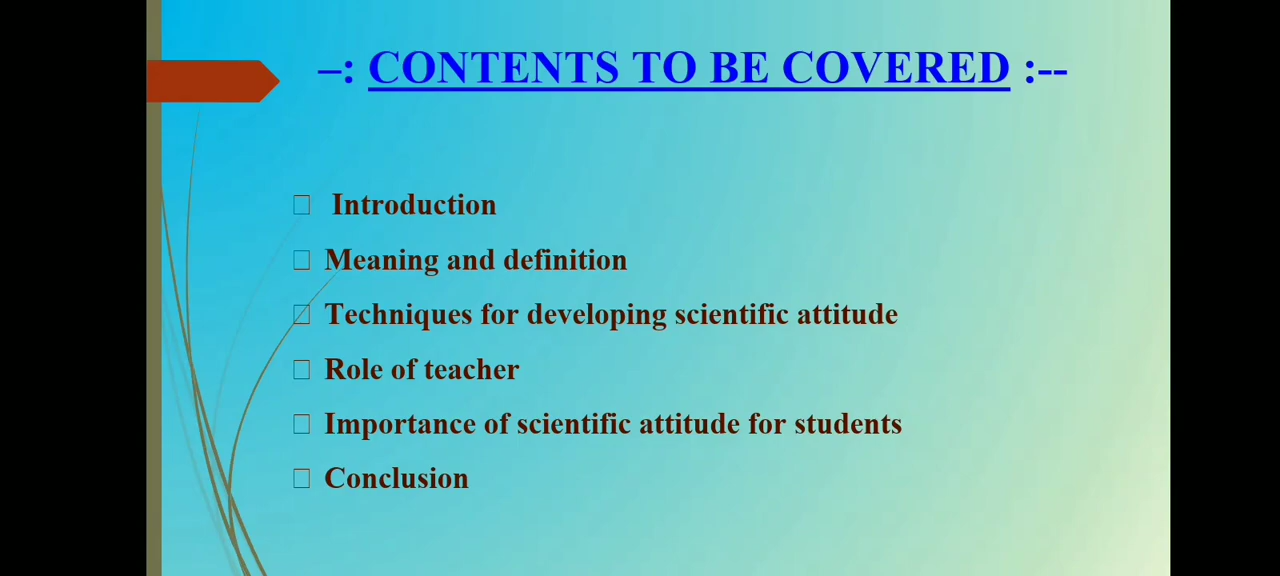 –: CONTENTS TO BE COVERED :--
Introduction
Meaning and definition
Techniques for developing scientific attitude
Role of teacher
Importance of scientific attitude for students
Conclusion